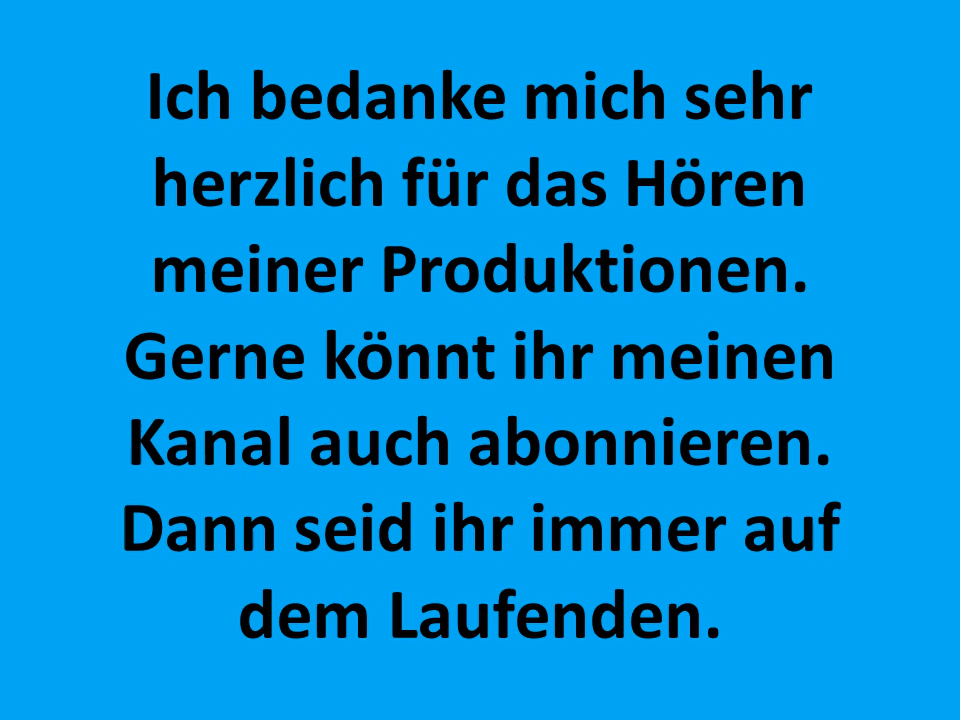 Ich bedanke mich sehr
herzlich für das Hören
meiner Produktionen.
Gerne könnt ihr meinen
Kanal auch abonnieren.
Dann seid ihr immer auf
dem Laufenden.